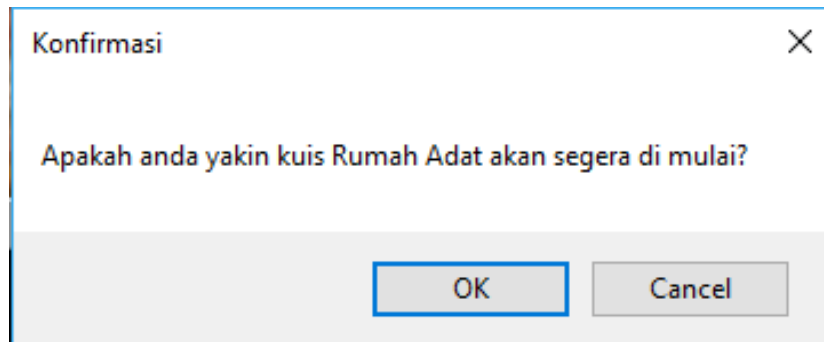 Konfirmasi
Apakah anda yakin kuis Rumah Adat akan segera di mulai?
OK
Cancel